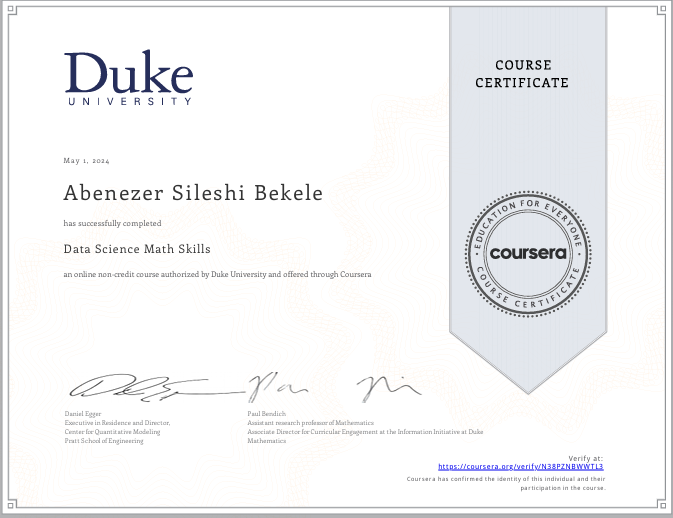 Duke
UNIVERSITY
COURSE
CERTIFICATE
May 1, 2024
Abenezer Sileshi Bekele
has successfully completed
Data Science Math Skills
an online non-credit course authorized by Duke University and offered through Coursera
EDUCATION FOR EVERYONE
coursera
COURSE CERTIFICATE
Daniel Egger
Executive in Residence and Director,
Center for Quantitative Modeling
Pratt School of Engineering
Paul Bendich
Assistant research professor of Mathematics
Associate Director for Curricular Engagement at the Information Initiative at Duke
Mathematics
Verify at:
https://coursera.org/verify/N38PZNBWWTL3
Coursera has confirmed the identity of this individual and their
participation in the course.